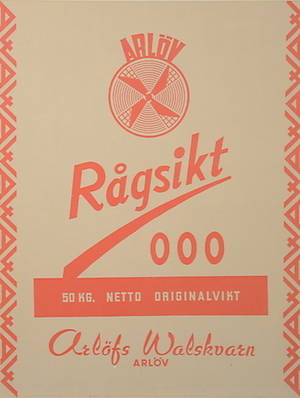 ARLÖV
Rågsikt
000
50 KG. NETTO ORIGINALVIKT
Arlöfs Walskvarn
ARLÖV